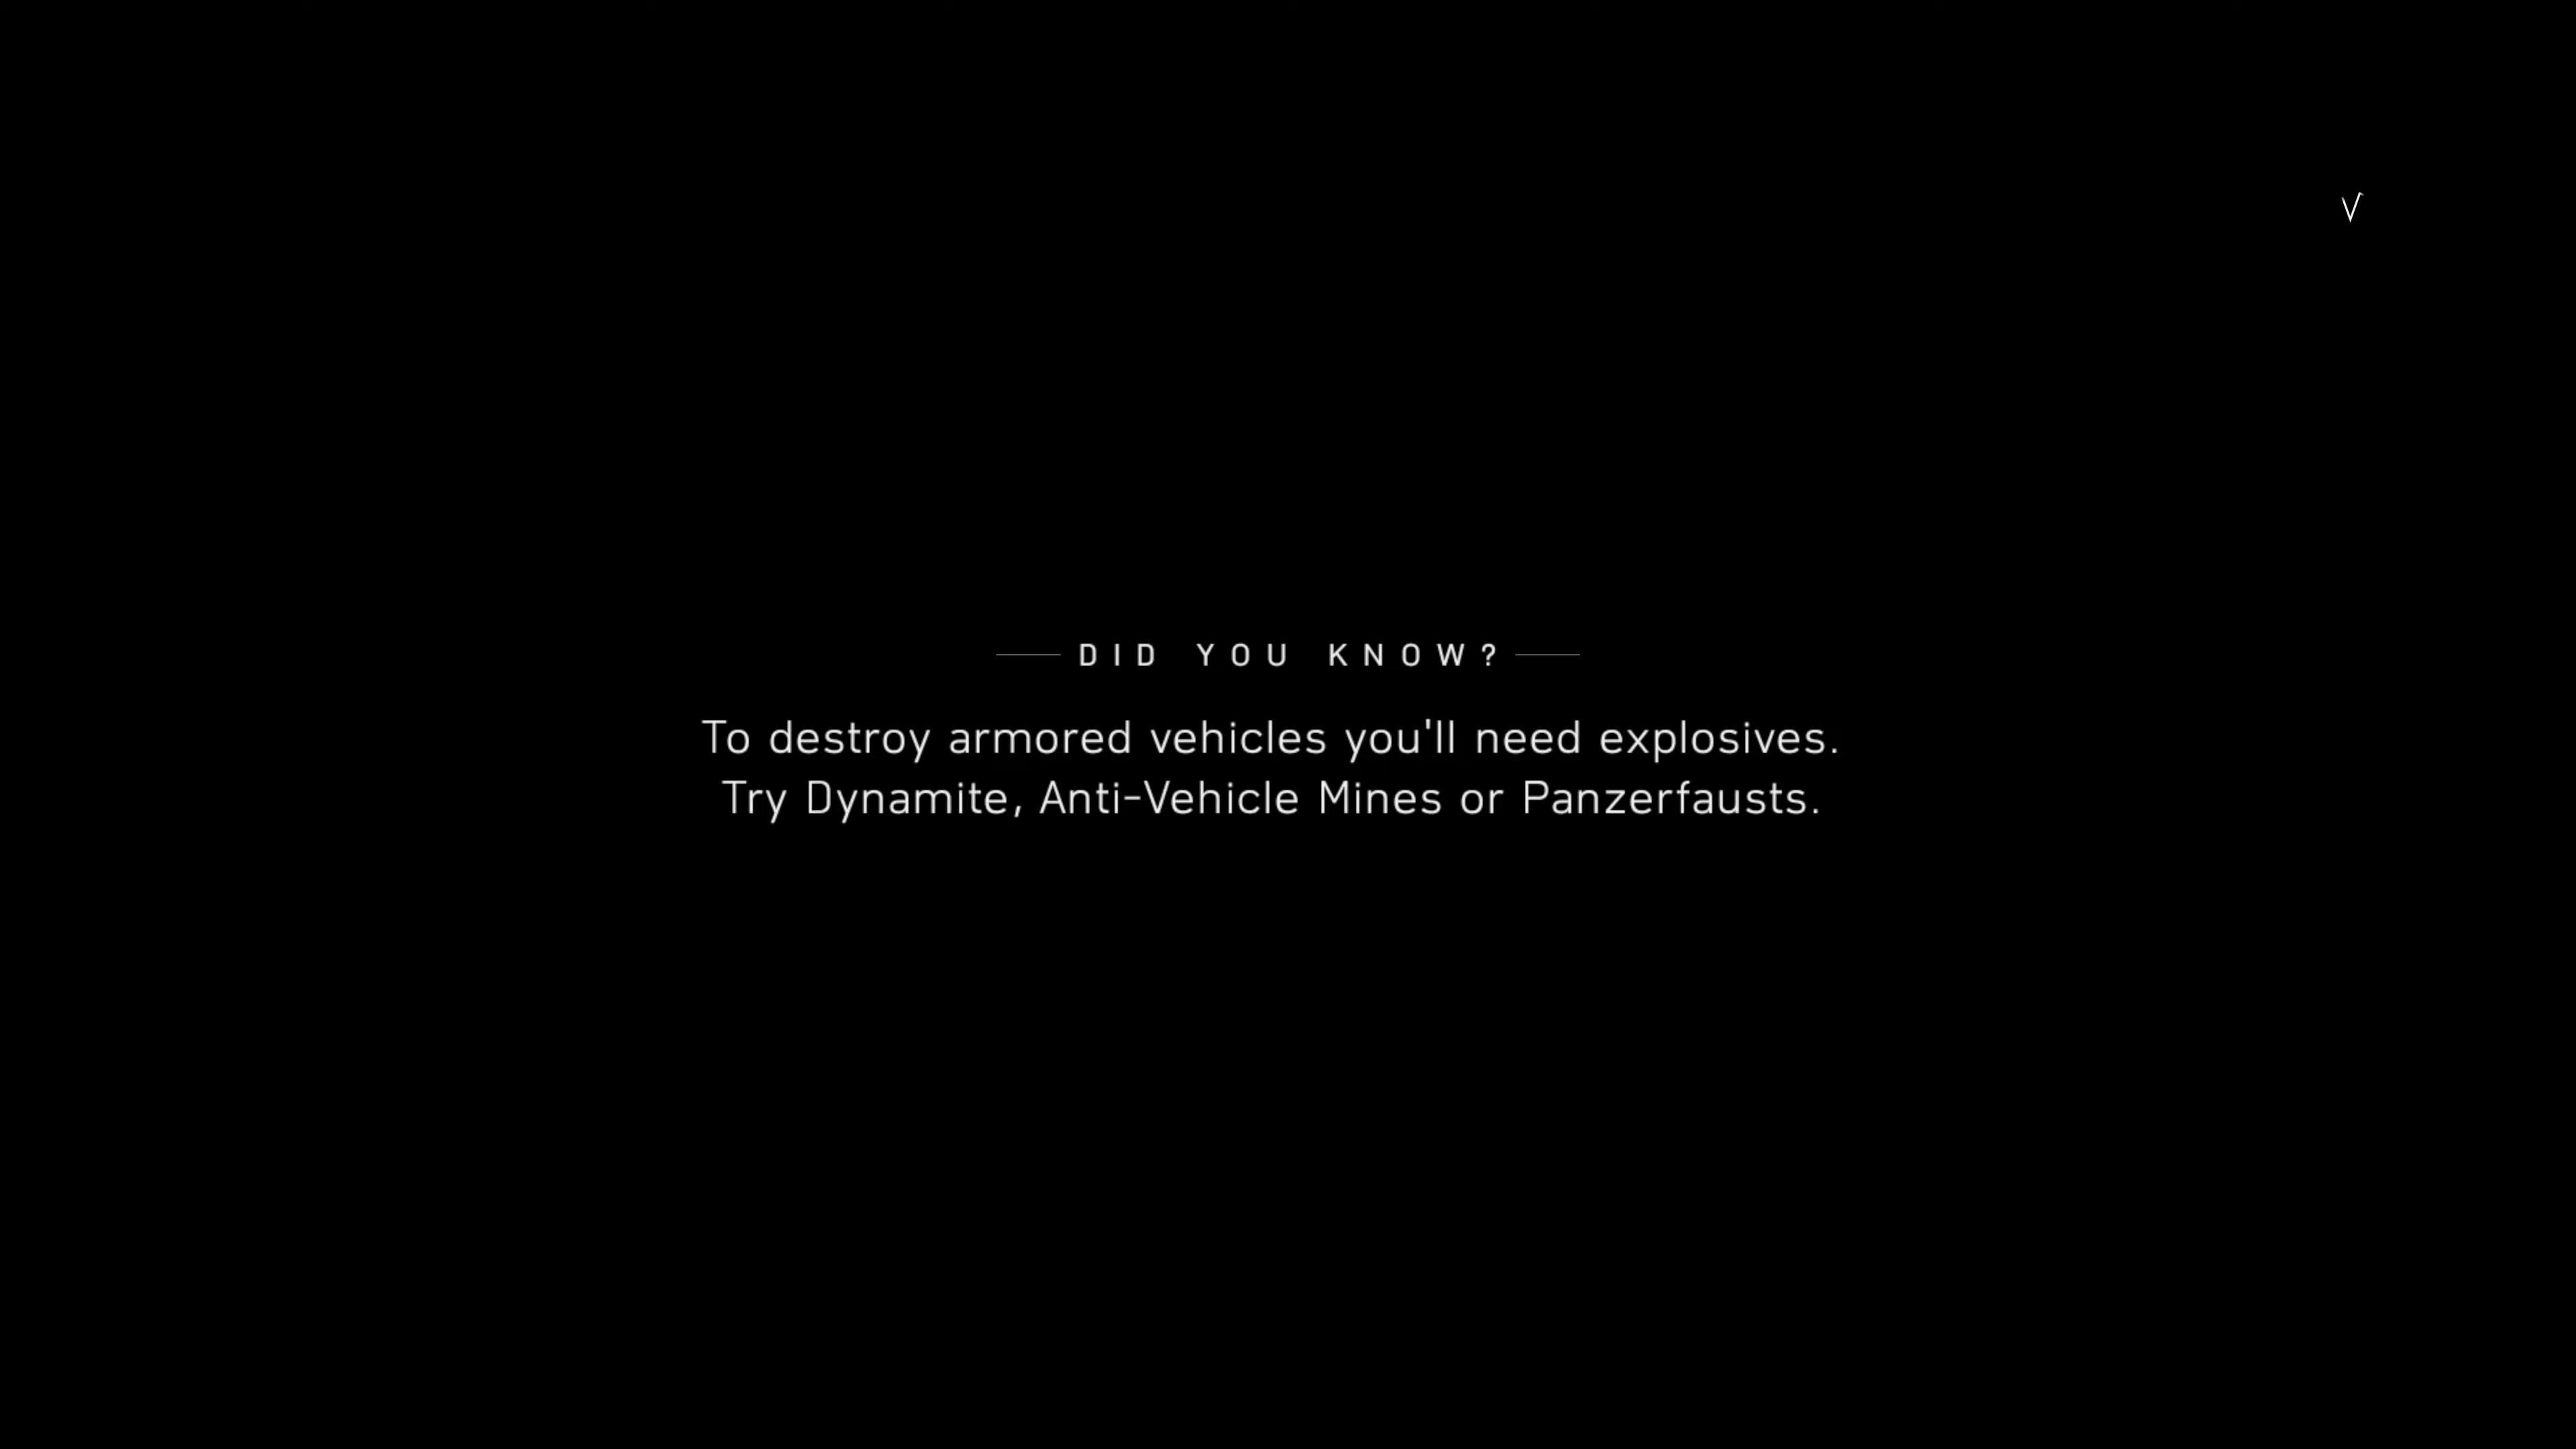 DID YOU KNOW?
To destroy armored vehicles you'll need explosives.
Try Dynamite, Anti-Vehicle Mines or Panzerfausts.